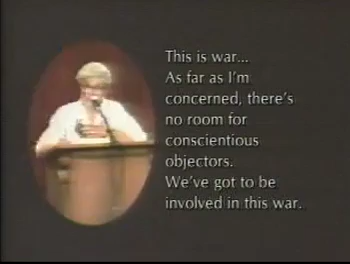 This is war...
As far as I'm
concerned, there's
no room for
conscientious
objectors.
We've got to be
involved in this war.